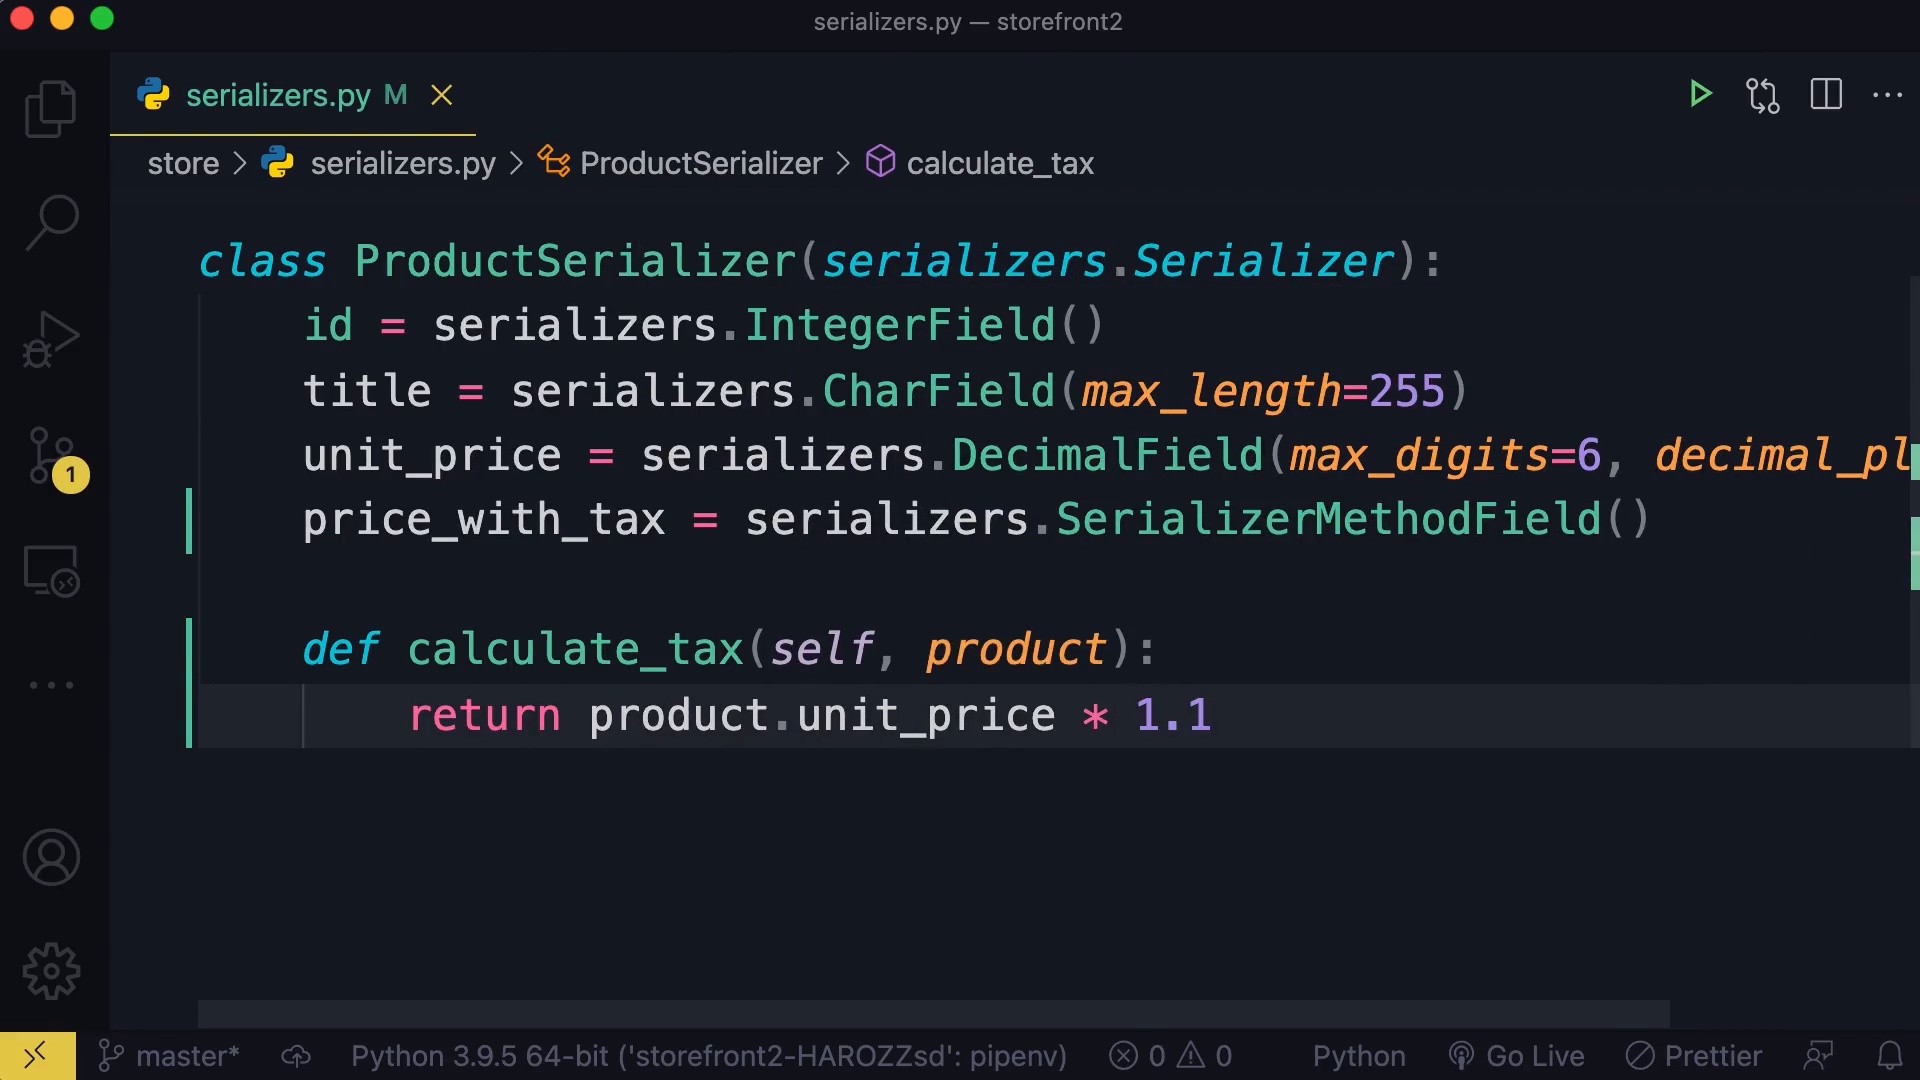 serializers.py — storefront2
serializers.py M
store > serializers.py > ProductSerializer > calculate_tax
class ProductSerializer(serializers.Serializer):
    id = serializers.IntegerField()
    title = serializers.CharField(max_length=255)
    unit_price = serializers.DecimalField(max_digits=6, decimal_pl
    price_with_tax = serializers.SerializerMethodField()
    def calculate_tax(self, product):
        return product.unit_price * 1.1
1
master* Python 3.9.5 64-bit ('storefront2-HAROZZsd': pipenv) 0 0 Python Go Live Prettier